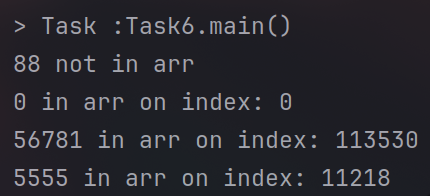 > Task :Task6.main()
88 not in arr
0 in arr on index: 0
56781 in arr on index: 113530
5555 in arr on index: 11218